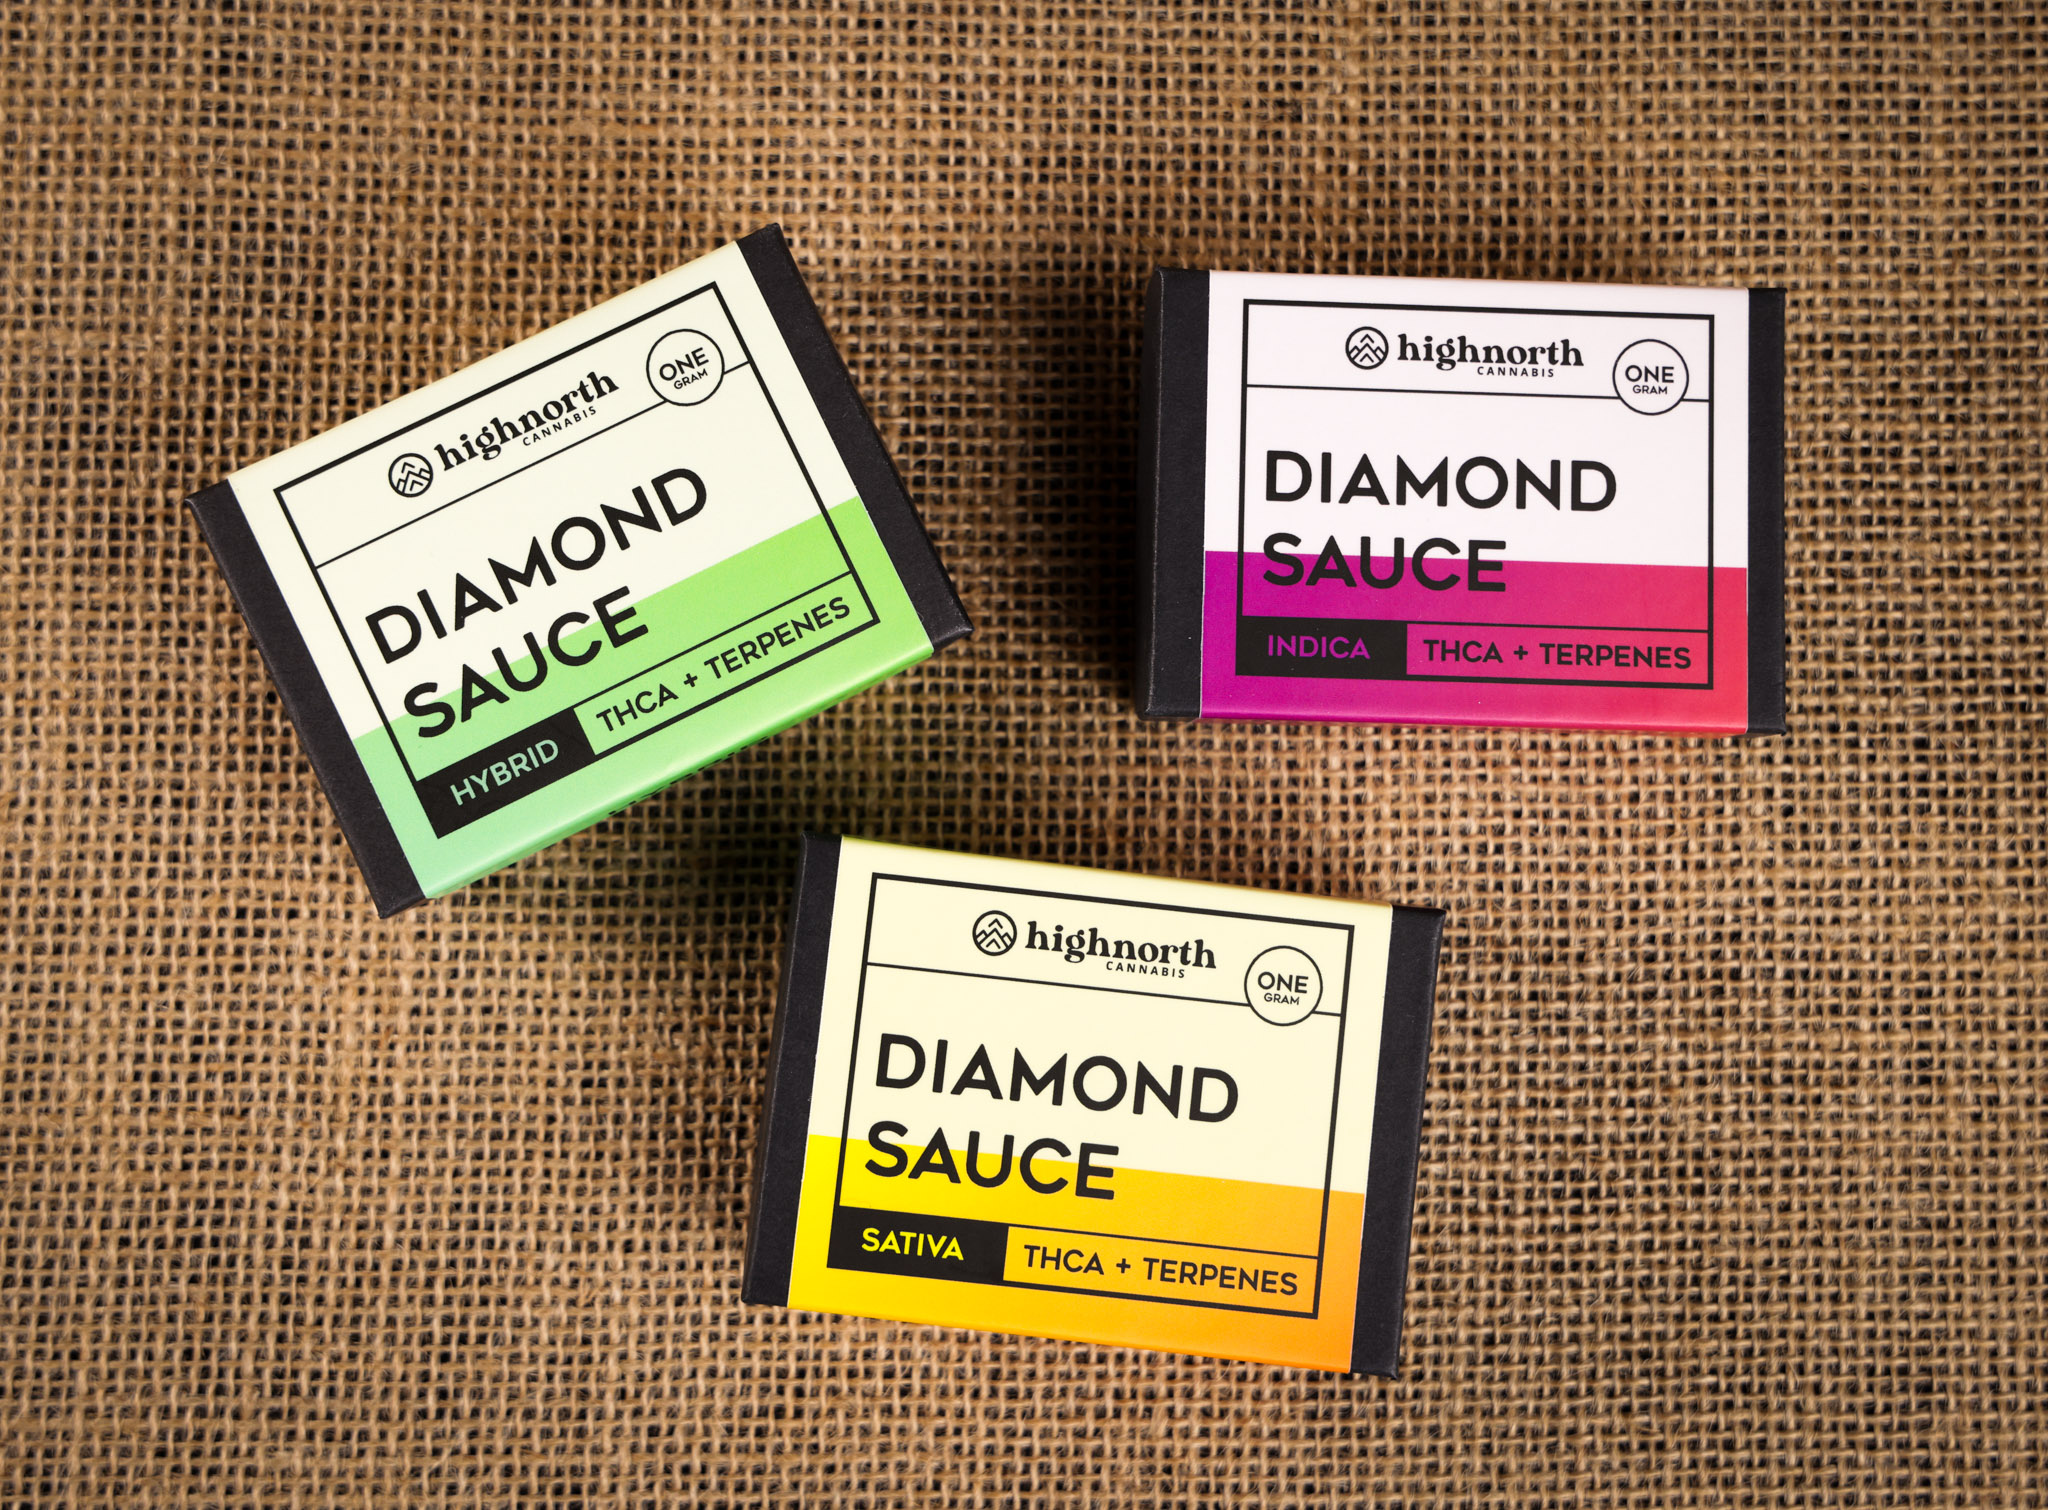 highnorth
CANNABIS
ONE
GRAM
DIAMOND
SAUCE
HYBRID THCA + TERPENES
highnorth
CANNABIS
ONE
GRAM
DIAMOND
SAUCE
INDICA THCA + TERPENES
highnorth
CANNABIS
ONE
GRAM
DIAMOND
SAUCE
SATIVA THCA + TERPENES